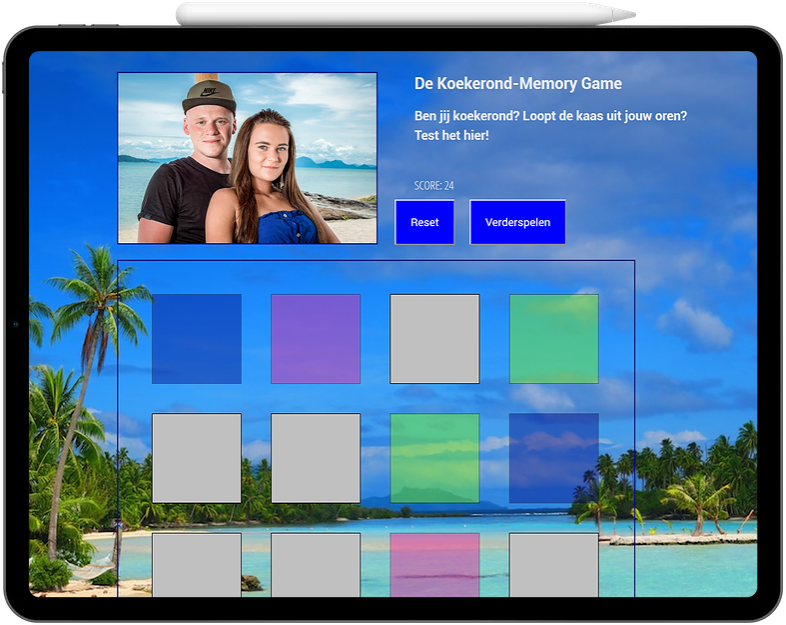 NIKE
De Koekerond-Memory Game
Ben jij koekerond? Loopt de kaas uit jouw oren?
Test het hier!
SCORE: 24
Reset
Verderspelen